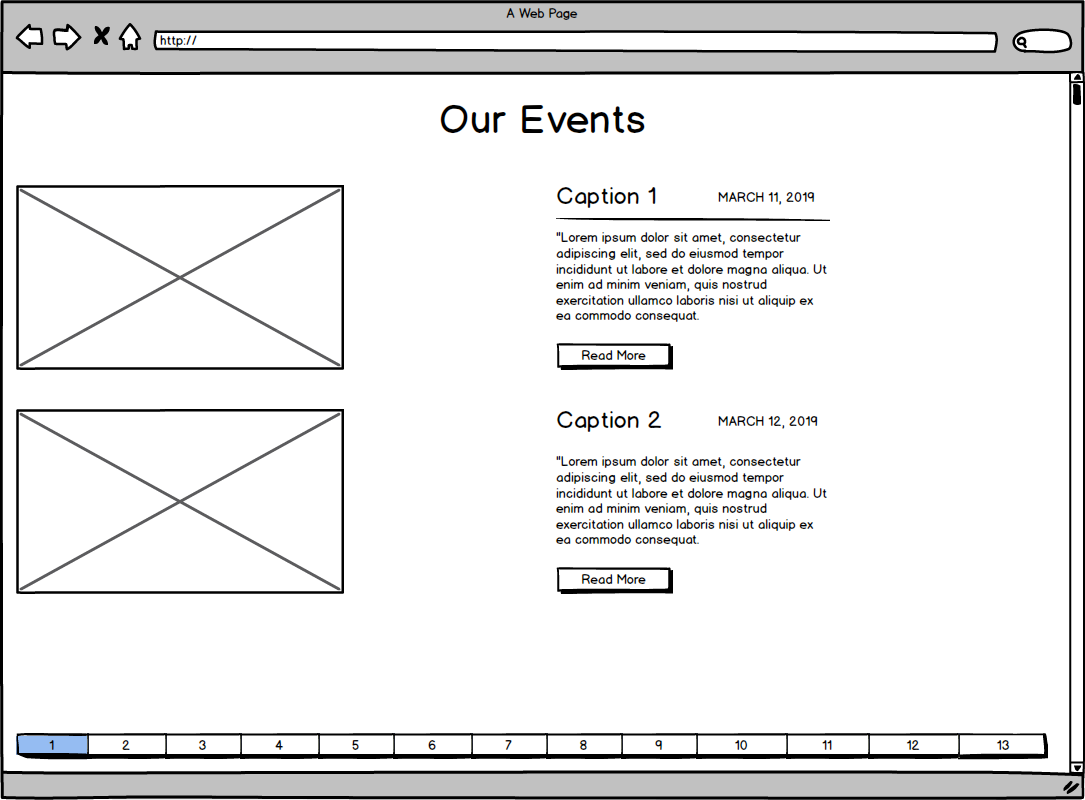 A Web Page
http://
Our Events
Caption 1 MARCH 11, 2019
"Lorem ipsum dolor sit amet, consectetur
adipiscing elit, sed do eiusmod tempor
incididunt ut labore et dolore magna aliqua. Ut
enim ad minim veniam, quis nostrud
exercitation ullamco laboris nisi ut aliquip ex
ea commodo consequat.
Read More
Caption 2 MARCH 12, 2019
"Lorem ipsum dolor sit amet, consectetur
adipiscing elit, sed do eiusmod tempor
incididunt ut labore et dolore magna aliqua. Ut
enim ad minim veniam, quis nostrud
exercitation ullamco laboris nisi ut aliquip ex
ea commodo consequat.
Read More
1 2 3 4 5 6 7 8 9 10 11 12 13